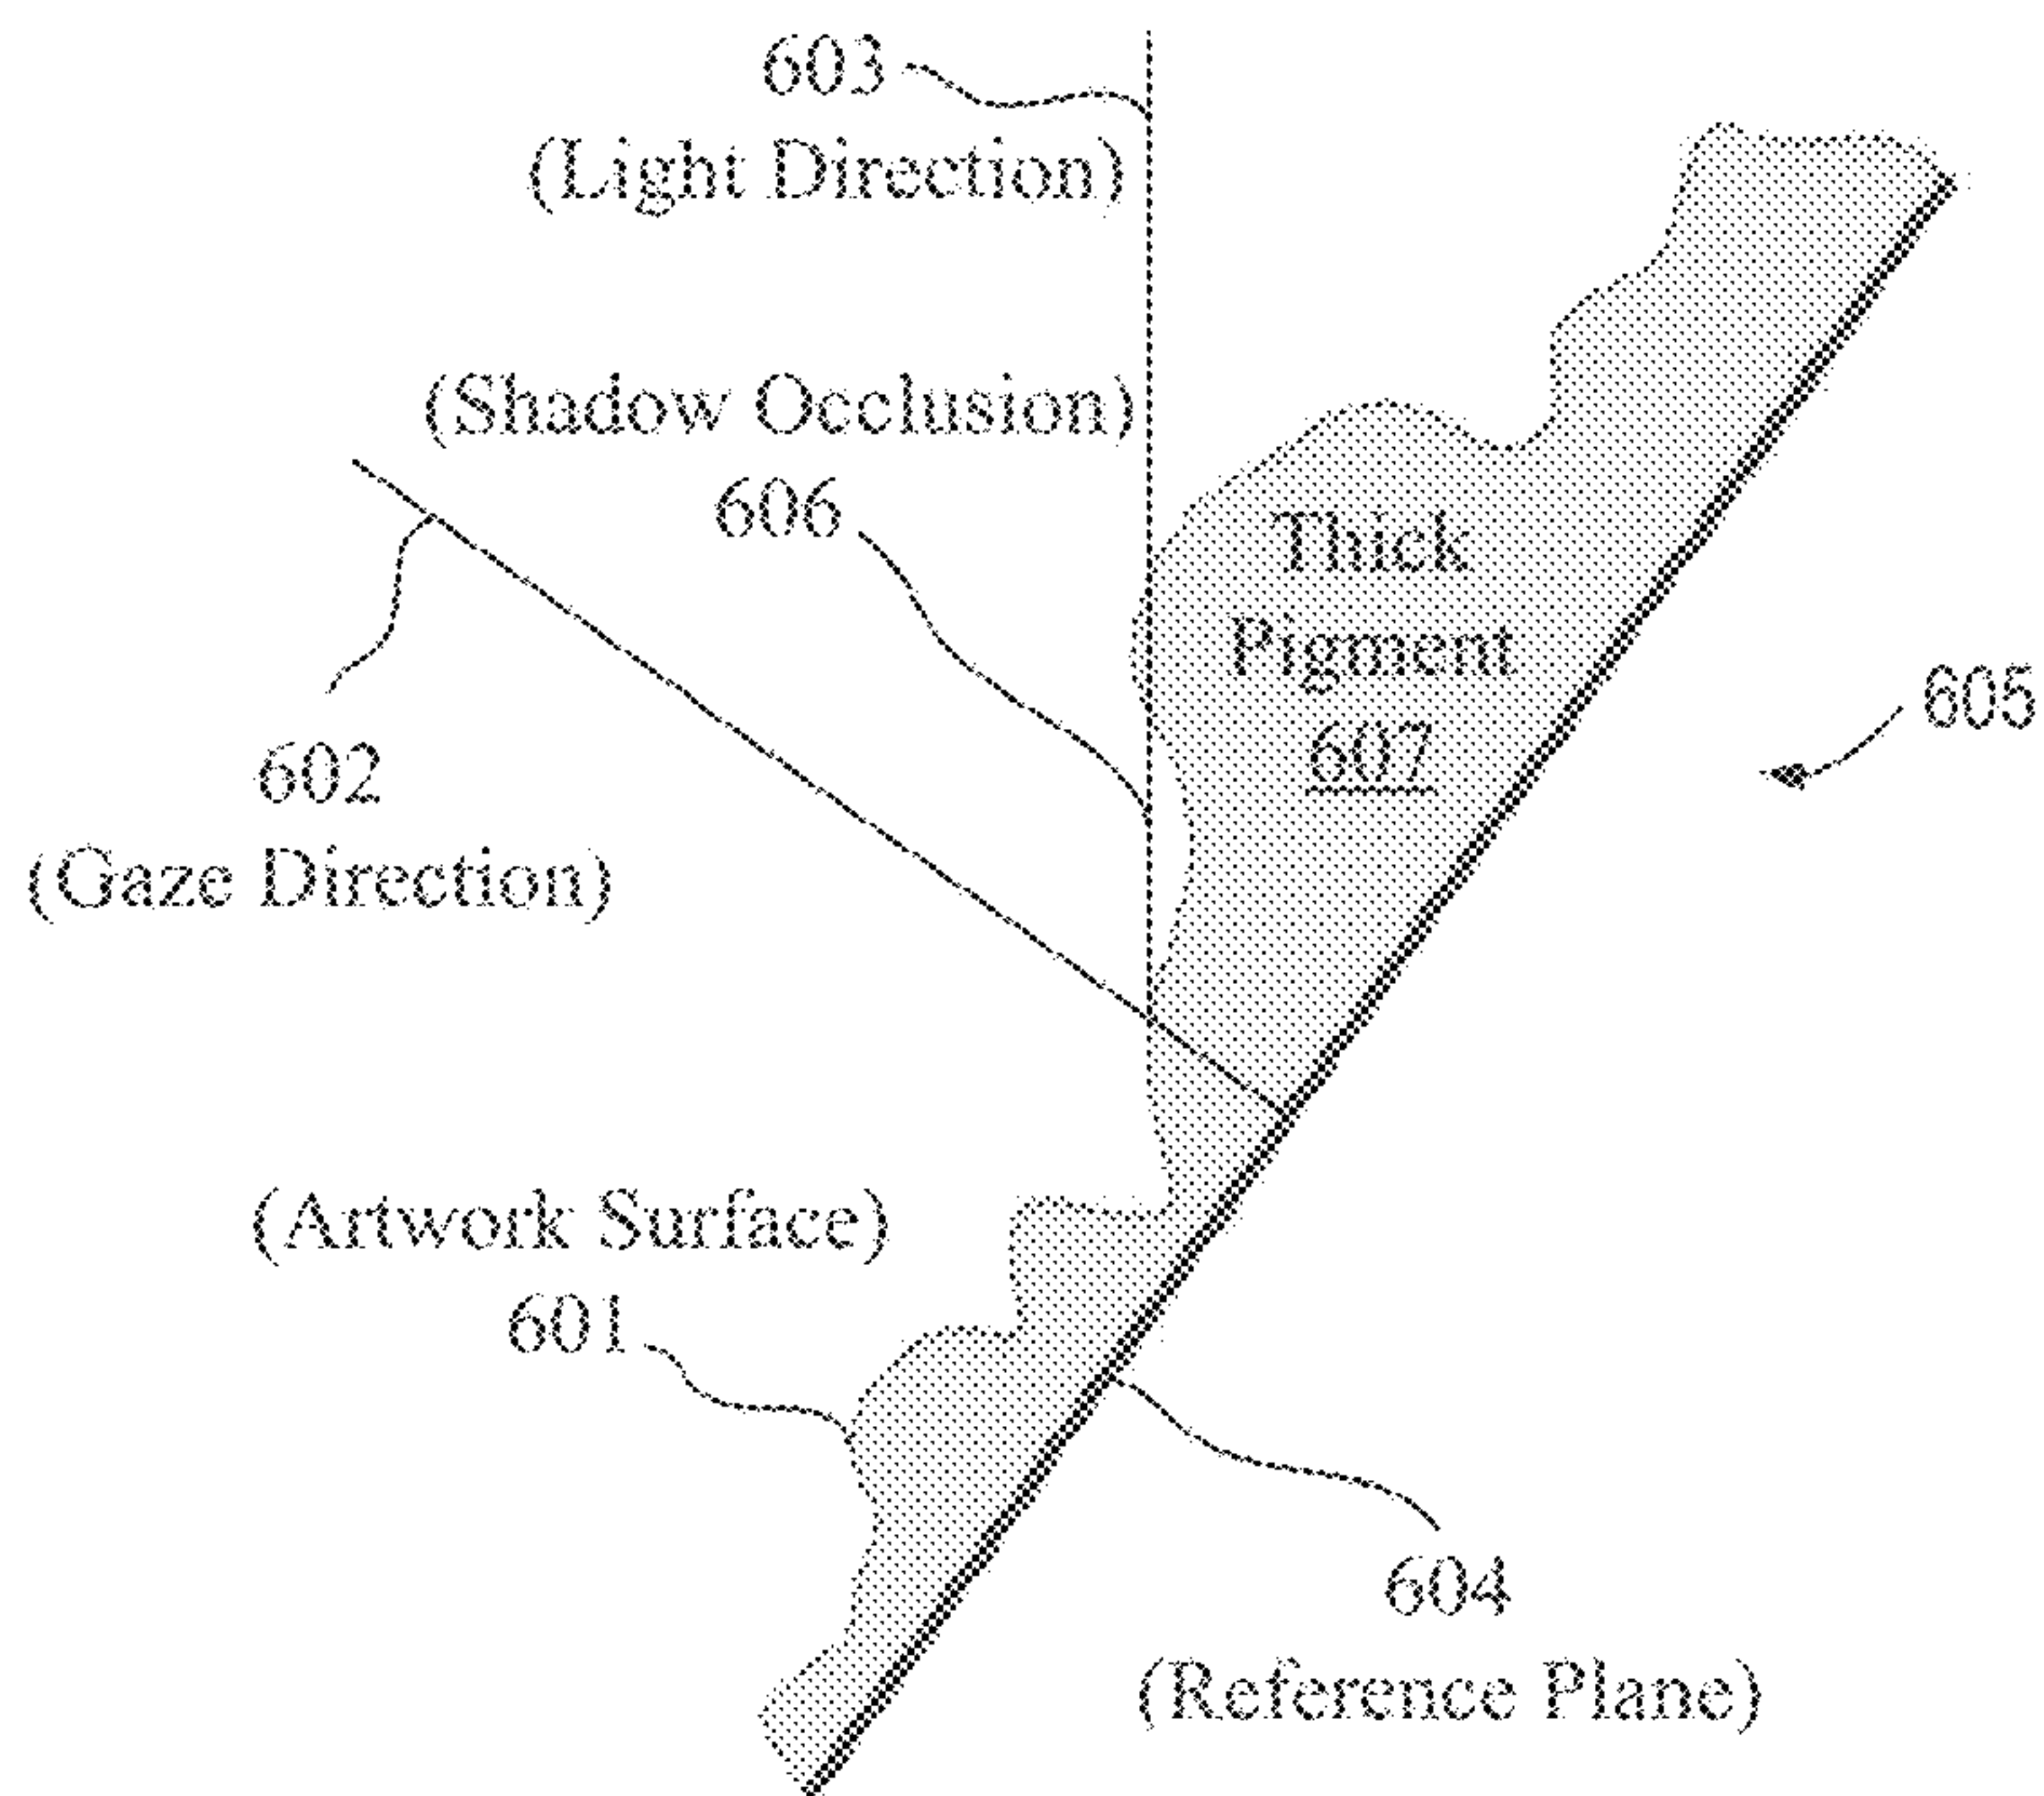 603
(Light Direction)
(Shadow Occlusion)
606
Thick
Pigment
607
605
602
(Gaze Direction)
(Artwork Surface)
601
604
(Reference Plane)